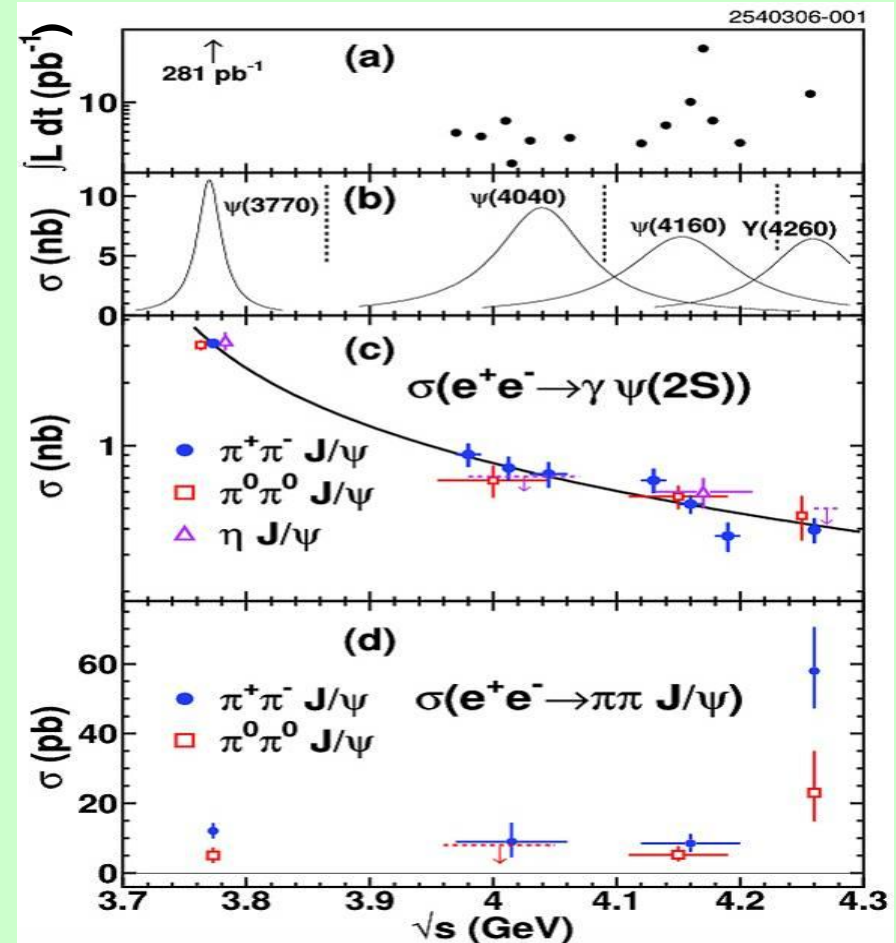 2540306-001
∫L dt (pb⁻¹)
10
↑
281 pb⁻¹
(a)
σ (nb)
10
5
0
ψ(3770)
(b)
ψ(4040)
ψ(4160)
Y(4260)
(c)
σ(e⁺e⁻→γ ψ(2S))
σ (nb)
1
π⁺π⁻ J/ψ
π⁰π⁰ J/ψ
η J/ψ
(d)
σ(e⁺e⁻→ππ J/ψ)
σ (pb)
60
40
20
0
π⁺π⁻ J/ψ
π⁰π⁰ J/ψ
3.7 3.8 3.9 4 4.1 4.2 4.3
√s (GeV)